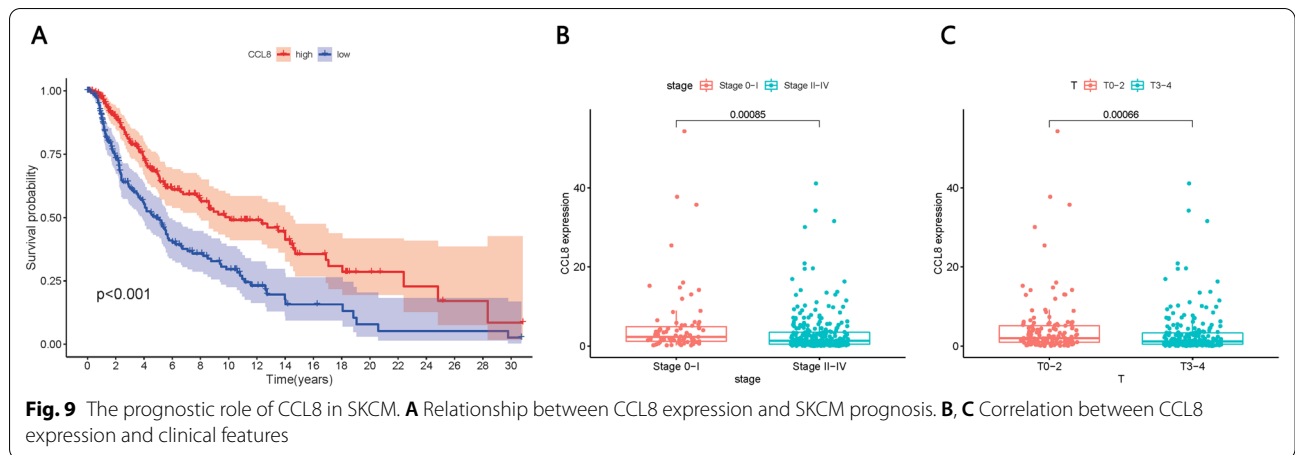 A
CCL8 high low
Survival probability
1.00
0.75
0.50
0.25
0.00
p<0.001
0 2 4 6 8 10 12 14 16 18 20 22 24 26 28 30
Time(years)
B
stage Stage 0-I Stage II-IV
0.00085
CCL8 expression
40
20
0
Stage 0-I Stage II-IV
stage
C
T T0-2 T3-4
0.00066
CCL8 expression
40
20
0
T0-2 T3-4
T
Fig. 9 The prognostic role of CCL8 in SKCM. A Relationship between CCL8 expression and SKCM prognosis. B, C Correlation between CCL8
expression and clinical features